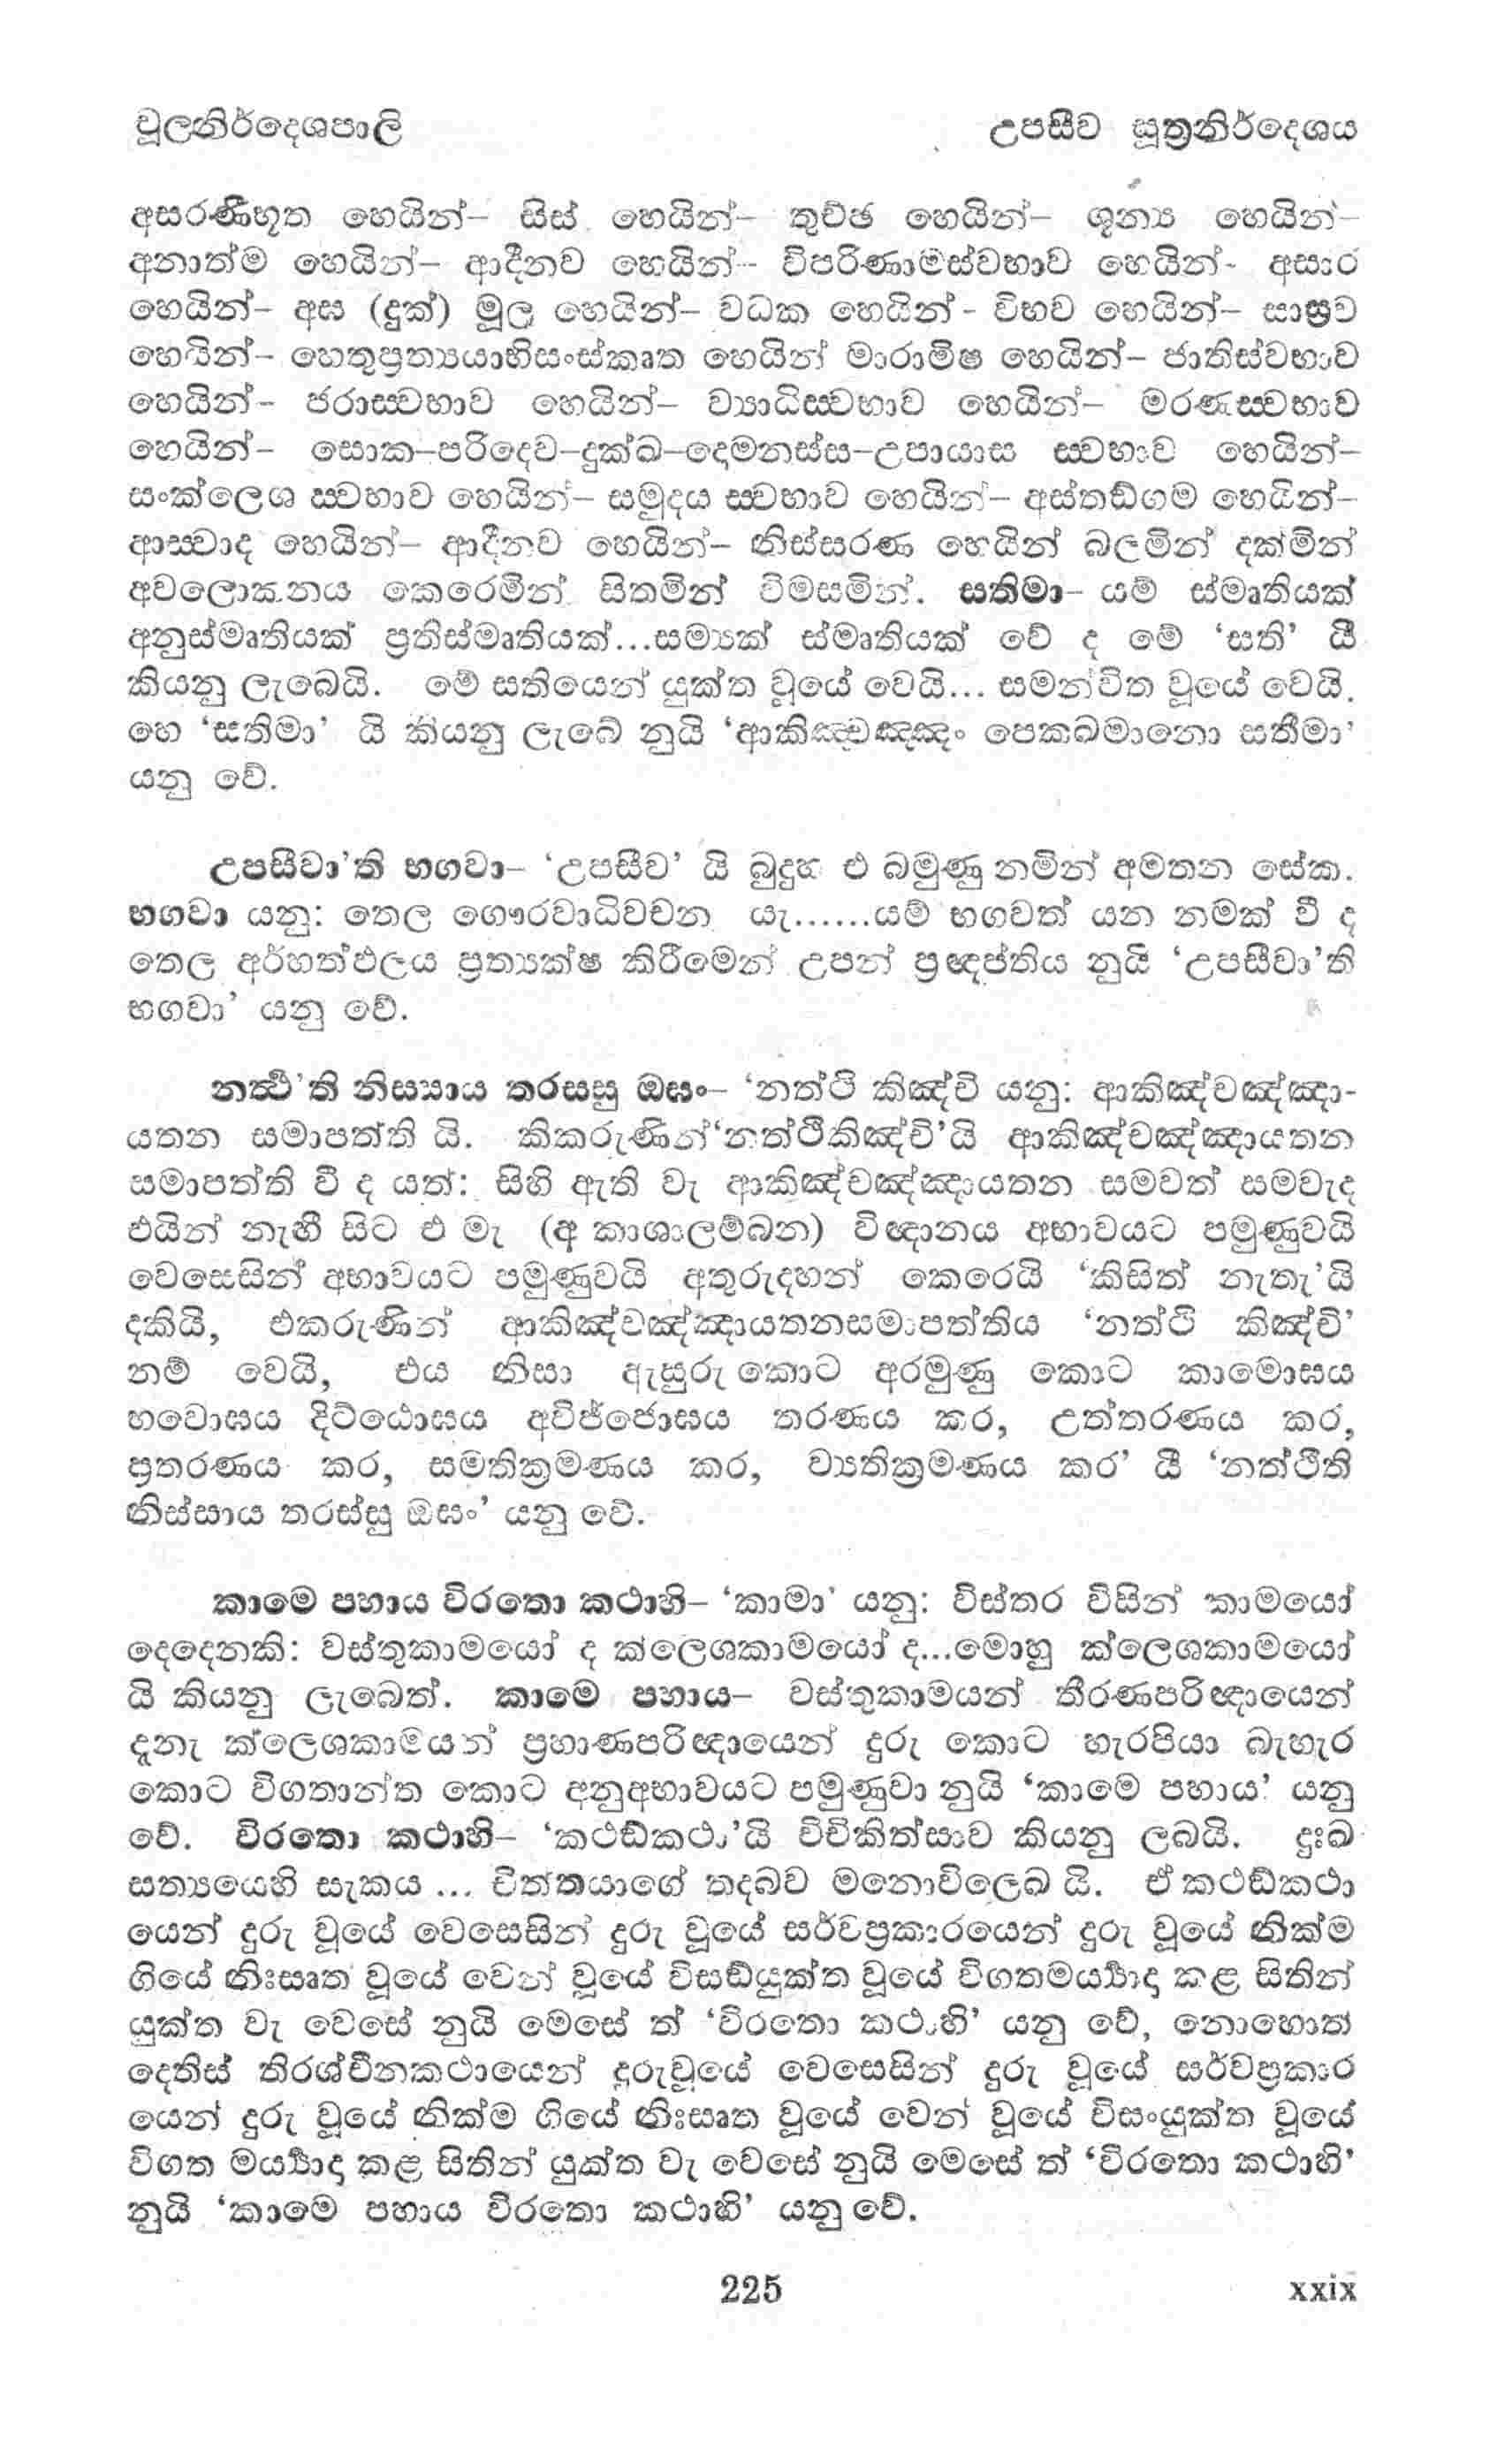 චූලනිර්දෙශපාලි උපසීව සූත්‍රනිර්දෙශය
අසරණීභූත හෙයින්– සිස් හෙයින්– තුච්ඡ හෙයින්– ශූන්‍ය හෙයින්–
අනාත්ම හෙයින්– ආදීනව හෙයින්– විපරිණාමස්වභාව හෙයින්- අසාර
හෙයින්– අඝ (දුක්) මූල හෙයින්– වධක හෙයින් - විභව හෙයින්– සාස්‍රව
හෙයින්– හෙතුප්‍රත්‍යයාභිසංස්කෘත හෙයින් මාරාමිෂ හෙයින්– ජාතිස්වභාව
හෙයින්– ජරාස්වභාව හෙයින්– ව්‍යාධිස්වභාව හෙයින්– මරණස්වභාව
හෙයින්– සොක–පරිදෙව–දුක්ඛ–දොමනස්ස–උපායාස ස්වභාව හෙයින්–
සංක්ලෙශ ස්වභාව හෙයින්– සමුදය ස්වභාව හෙයින්– අස්තඞ්ගම හෙයින්–
ආස්වාද හෙයින්– ආදීනව හෙයින්– නිස්සරණ හෙයින් බලමින් දක්මින්
අවලොකනය කෙරෙමින් සිතමින් විමසමින්. සතිමා– යම් ස්මෘතියක්
අනුස්මෘතියක් ප්‍රතිස්මෘතියක්...සම්‍යක් ස්මෘතියක් වේ ද මේ ‘සති’ යී
කියනු ලැබෙයි. මේ සතියෙන් යුක්ත වූයේ වෙයි... සමන්විත වූයේ වෙයි.
හෙ ‘සතිමා’ යි කියනු ලැබේ නුයි ‘ආකිඤ්චඤ්ඤං පෙක්ඛමානො සතීමා’
යනු වේ.
උපසීවා’ති භගවා– ‘උපසීව’ යි බුදුහු එ බමුණු නමින් අමතන සේක.
භගවා යනු: තෙල ගෞරවාධිවචන යැ......යම් භගවත් යන නමක් වී ද
තෙල අර්හත්ඵලය ප්‍රත්‍යක්ෂ කිරීමෙන් උපන් ප්‍රඥප්තිය නුයි ‘උපසීවා’ති
භගවා’ යනු වේ.
නත්‍ථී’ති නිස්සාය තරස්සු ඔඝං– ‘නත්ථි කිඤ්චි යනු: ආකිඤ්චඤ්ඤා-
යතන සමාපත්ති යි. කිකරුණින්‘නත්ථිකිඤ්චි’යි ආකිඤ්චඤ්ඤායතන
සමාපත්ති වී ද යත්: සිහි ඇති වැ ආකිඤ්චඤ්ඤායතන සමවත් සමවැද
එයින් නැඟී සිට එ මැ (අ කාශාලම්බන) විඥානය අභාවයට පමුණුවයි
වෙසෙසින් අභාවයට පමුණුවයි අතුරුදහන් කෙරෙයි ‘කිසිත් නැතැ’යි
දකියි, එකරුණින් ආකිඤ්චඤ්ඤායතනසමාපත්තිය ‘නත්ථි කිඤ්චි’
නම් වෙයි, එය නිසා ඇසුරු කොට අරමුණු කොට කාමොඝය
භවොඝය දිට්ඨොඝය අවිජ්ජොඝය තරණය කර, උත්තරණය කර,
ප්‍රතරණය කර, සමතික්‍රමණය කර, ව්‍යතික්‍රමණය කර’ යී ‘නත්ථීති
නිස්සාය තරස්සු ඔඝං’ යනු වේ.
කාමෙ පහාය විරතො කථාහි– ‘කාමා’ යනු: විස්තර විසින් කාමයෝ
දෙදෙනකි: වස්තුකාමයෝ ද ක්ලෙශකාමයෝ ද...මොහු ක්ලෙශකාමයෝ
යි කියනු ලැබෙත්. කාමෙ පහාය– වස්තුකාමයන් තීරණපරිඥායෙන්
දැනැ ක්ලෙශකාමයන් ප්‍රහාණපරිඥායෙන් දුරු කොට හැරපියා බැහැර
කොට විගතාන්ත කොට අනුඅභාවයට පමුණුවා නුයි ‘කාමෙ පහාය’ යනු
වේ. විරතො කථාහි– ‘කථඞ්කථා’යි විචිකිත්සාව කියනු ලබයි. දුඃඛ
සත්‍යයෙහි සැකය ... චිත්තයාගේ තදබව මනොවිලෙඛ යි. ඒ කථඞ්කථා
යෙන් දුරු වූයේ වෙසෙසින් දුරු වූයේ සර්වප්‍රකාරයෙන් දුරු වූයේ නික්ම
ගියේ නිඃසෘත වූයේ වෙන් වූයේ විසඞ්යුක්ත වූයේ විගතමර්‍ය්‍යාද කළ සිතින්
යුක්ත වැ වෙසේ නුයි මෙසේ ත් ‘විරතො කථාහි’ යනු වේ, නොහොත්
දෙතිස් තිරශ්චීනකථායෙන් දුරුවූයේ වෙසෙසින් දුරු වූයේ සර්වප්‍රකාර
යෙන් දුරු වූයේ නික්ම ගියේ නිඃසෘත වූයේ වෙන් වූයේ විසංයුක්ත වූයේ
විගත මර්‍ය්‍යාද කළ සිතින් යුක්ත වැ වෙසේ නුයි මෙසේ ත් ‘විරතො කථාහි’
නුයි ‘කාමෙ පහාය විරතො කථාහි’ යනු වේ.
225 xxix